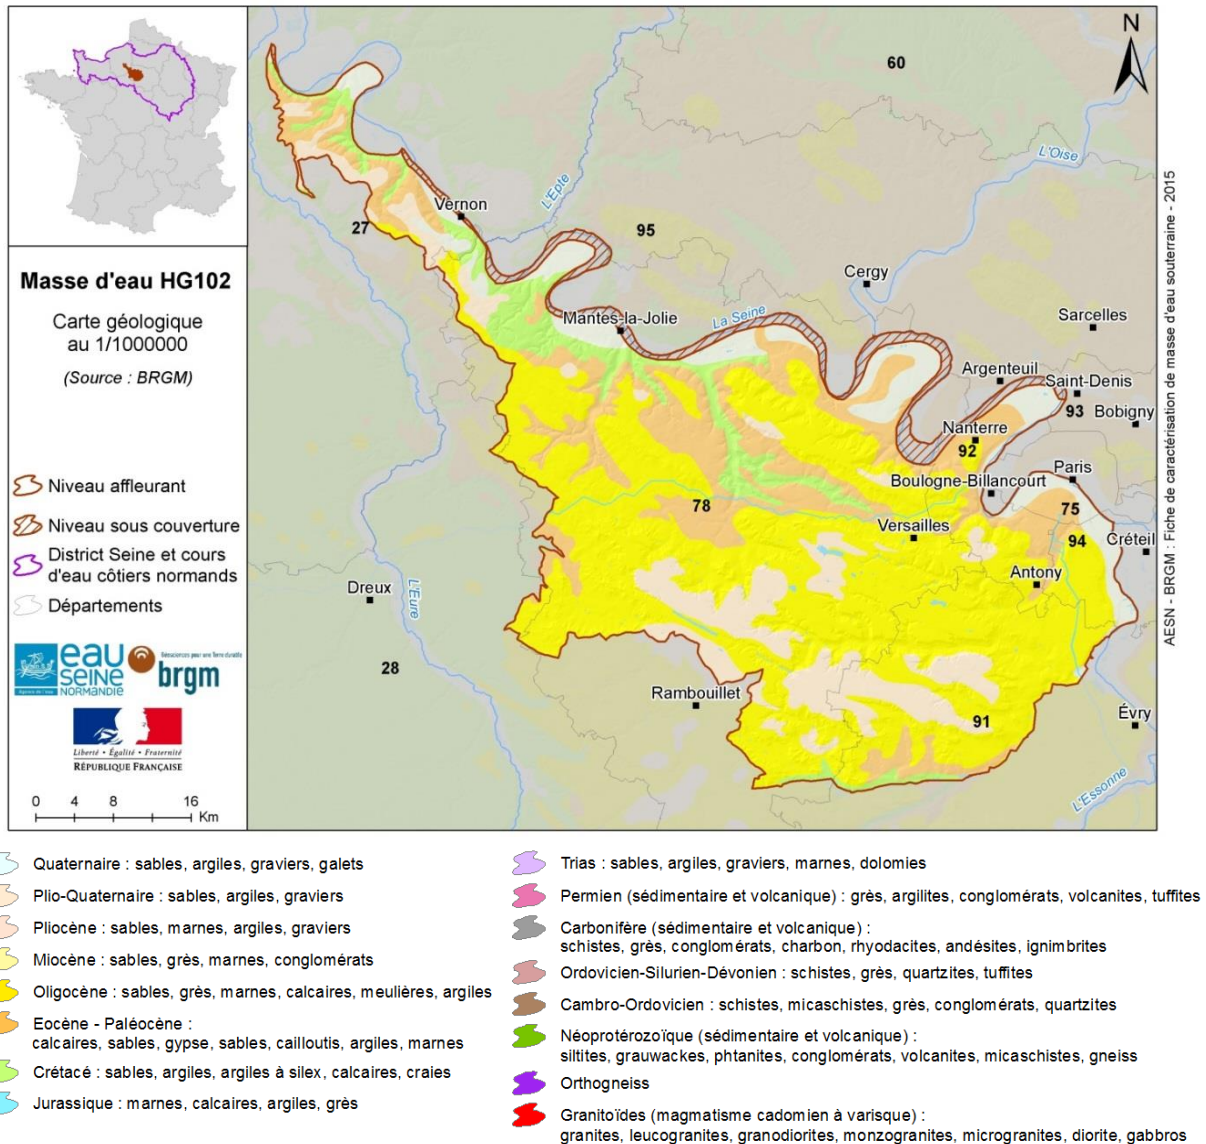 Masse d'eau HG102
Carte géologique
au 1/1000000
(Source : BRGM)
Niveau affleurant
Niveau sous couverture
District Seine et cours
d'eau côtiers normands
Départements
eau
SEINE
NORMANDIE
Géosciences pour une Terre durable
brgm
Liberté • Égalité • Fraternité
RÉPUBLIQUE FRANÇAISE
0 4 8 16
Km
N
60
L'Oise
L'Epte
Vernon
27
95
Cergy
Mantes-la-Jolie
La Seine
Sarcelles
Argenteuil
Saint-Denis
93
Bobigny
Nanterre
92
Boulogne-Billancourt
Paris
75
78
Versailles
94
Créteil
Antony
Dreux
L'Eure
28
Rambouillet
91
Évry
L'Essonne
AESN - BRGM : Fiche de caractérisation de masse d'eau souterraine - 2015
Quaternaire : sables, argiles, graviers, galets
Plio-Quaternaire : sables, argiles, graviers
Pliocène : sables, marnes, argiles, graviers
Miocène : sables, grès, marnes, conglomérats
Oligocène : sables, grès, marnes, calcaires, meulières, argiles
Eocène - Paléocène :
calcaires, sables, gypse, sables, cailloutis, argiles, marnes
Crétacé : sables, argiles, argiles à silex, calcaires, craies
Jurassique : marnes, calcaires, argiles, grès
Trias : sables, argiles, graviers, marnes, dolomies
Permien (sédimentaire et volcanique) : grès, argilites, conglomérats, volcanites, tuffites
Carbonifère (sédimentaire et volcanique) :
schistes, grès, conglomérats, charbon, rhyodacites, andésites, ignimbrites
Ordovicien-Silurien-Dévonien : schistes, grès, quartzites, tuffites
Cambro-Ordovicien : schistes, micaschistes, grès, conglomérats, quartzites
Néoprotérozoïque (sédimentaire et volcanique) :
siltites, grauwackes, phtanites, conglomérats, volcanites, micaschistes, gneiss
Orthogneiss
Granitoïdes (magmatisme cadomien à varisque) :
granites, leucogranites, granodiorites, monzogranites, microgranites, diorite, gabbros